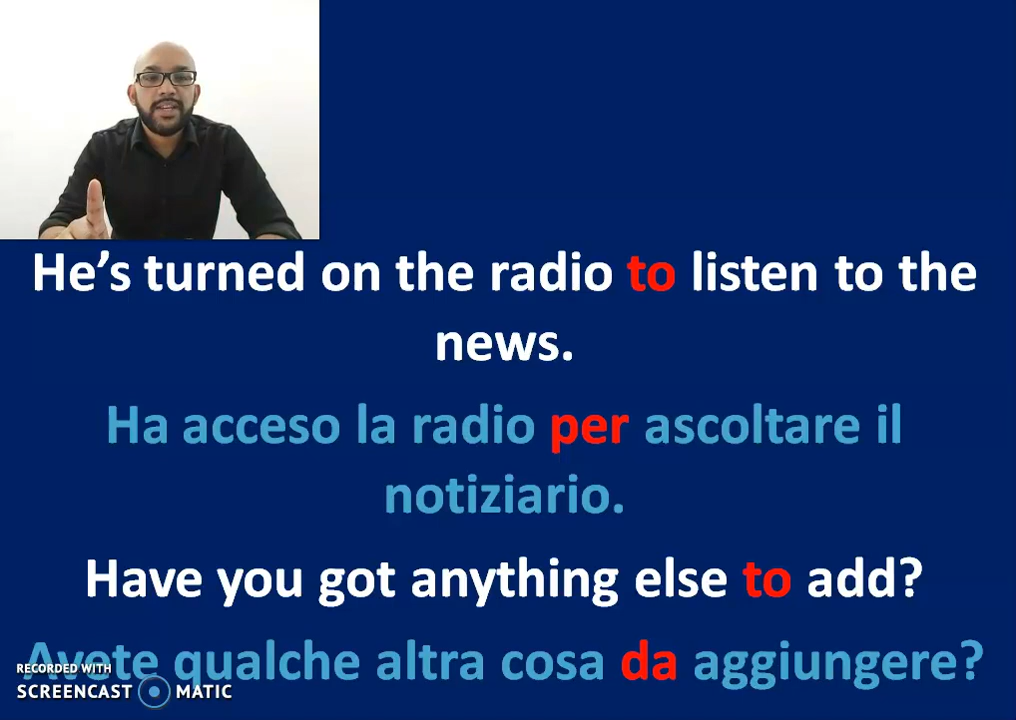 He’s turned on the radio to listen to the
news.
Ha acceso la radio per ascoltare il
notiziario.
Have you got anything else to add?
Avete qualche altra cosa da aggiungere?
RECORDED WITH
SCREENCAST MATIC